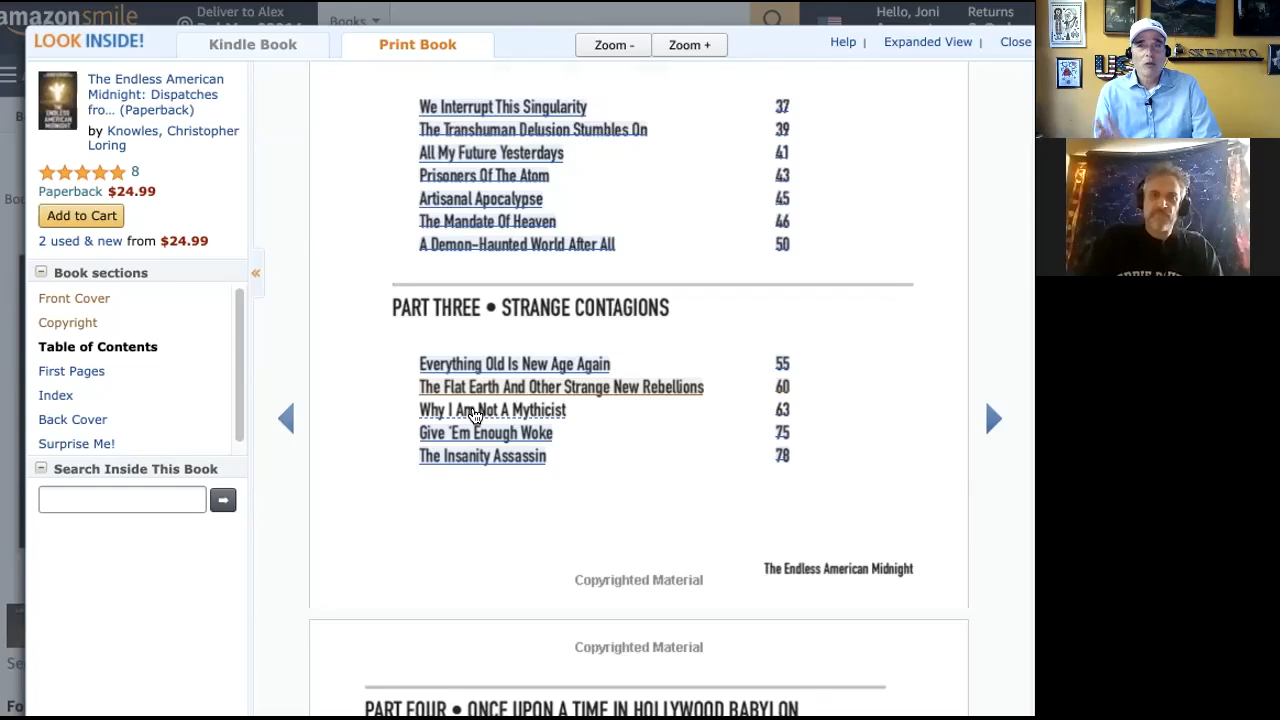 amazonsmile
Deliver to Alex
Books
Hello, Joni
Returns
LOOK INSIDE!
Kindle Book
Print Book
Zoom -
Zoom +
Help |
Expanded View |
Close
The Endless American
Midnight: Dispatches
fro... (Paperback)
by Knowles, Christopher
Loring
8
Paperback $24.99
Add to Cart
2 used & new from $24.99
Book sections
Front Cover
Copyright
Table of Contents
First Pages
Index
Back Cover
Surprise Me!
Search Inside This Book
We Interrupt This Singularity 37
The Transhuman Delusion Stumbles On 39
All My Future Yesterdays 41
Prisoners Of The Atom 43
Artisanal Apocalypse 45
The Mandate Of Heaven 46
A Demon-Haunted World After All 50
PART THREE • STRANGE CONTAGIONS
Everything Old Is New Age Again 55
The Flat Earth And Other Strange New Rebellions 60
Why I Am Not A Mythicist 63
Give 'Em Enough Woke 75
The Insanity Assassin 78
The Endless American Midnight
Copyrighted Material
Copyrighted Material
PART FOUR • ONCE UPON A TIME IN HOLLYWOOD BABYLON
SKEPTIKO